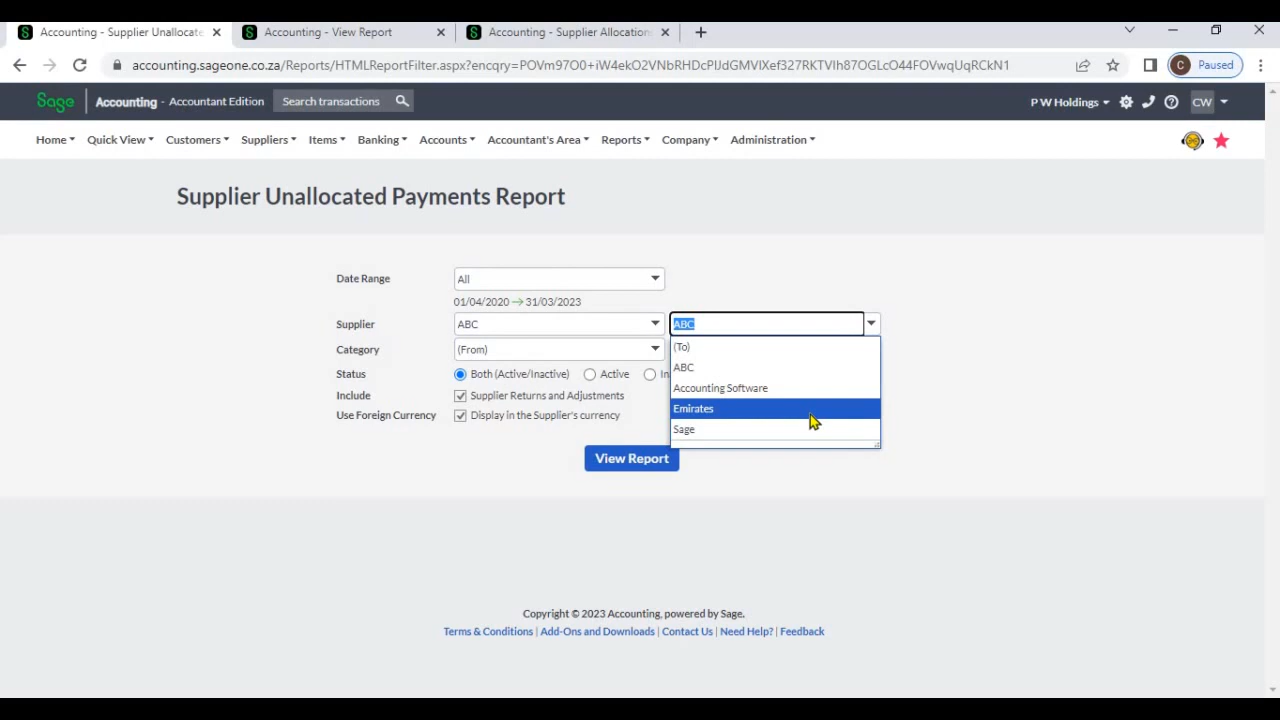 Accounting - Supplier Unallocate
Accounting - View Report
Accounting - Supplier Allocation
accounting.sageone.co.za/Reports/HTMLReportFilter.aspx?encqry=POVm97O0+iW4ekO2VNbRHDcPIJdGMVIXef327RKTVIh87OGLcO44FOVwqUqRCkN1
C Paused
Sage Accounting - Accountant Edition Search transactions
P W Holdings CW
Home Quick View Customers Suppliers Items Banking Accounts Accountant's Area Reports Company Administration
Supplier Unallocated Payments Report
Date Range All
01/04/2020 → 31/03/2023
Supplier ABC ABC
Category (From)
(To)
ABC
Status Both (Active/Inactive) Active In
Accounting Software
Include Supplier Returns and Adjustments
Emirates
Use Foreign Currency Display in the Supplier's currency
Sage
View Report
Copyright © 2023 Accounting, powered by Sage.
Terms & Conditions | Add-Ons and Downloads | Contact Us | Need Help? | Feedback